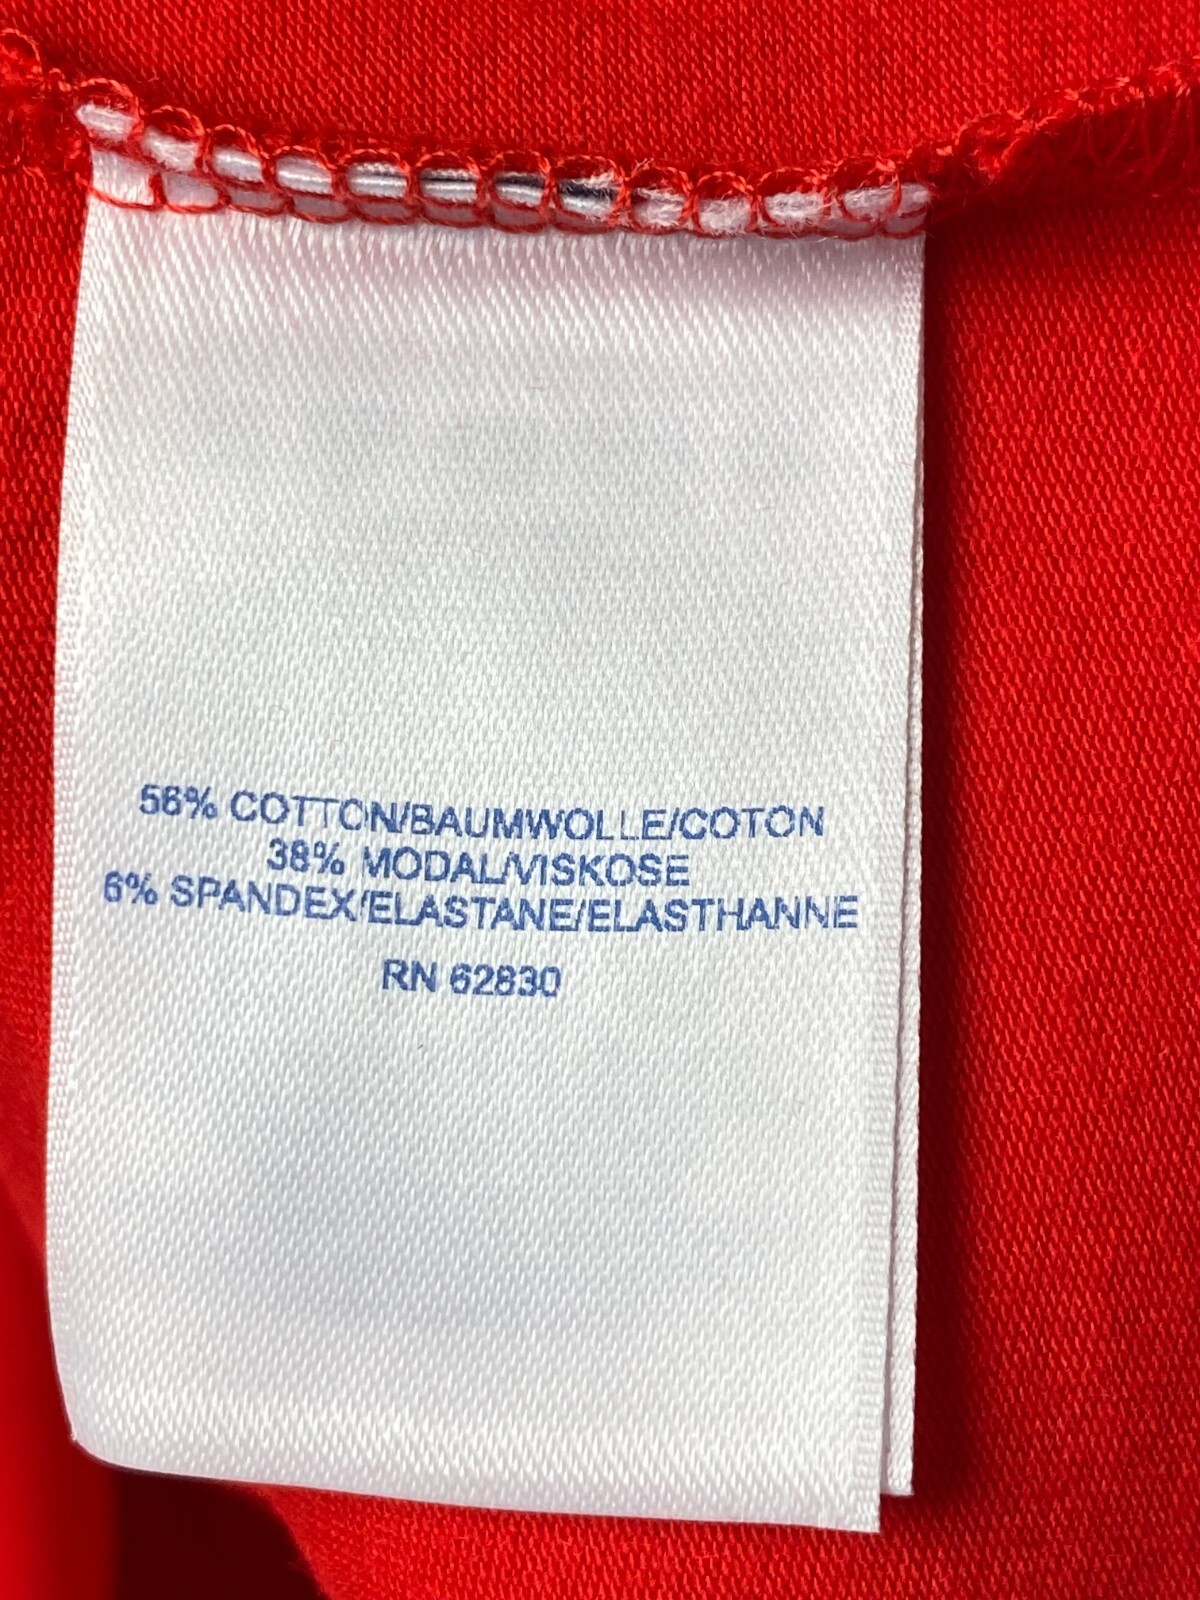 56% COTTON/BAUMWOLLE/COTON
38% MODAL/VISKOSE
6% SPANDEX/ELASTANE/ELASTHANNE
RN 62830